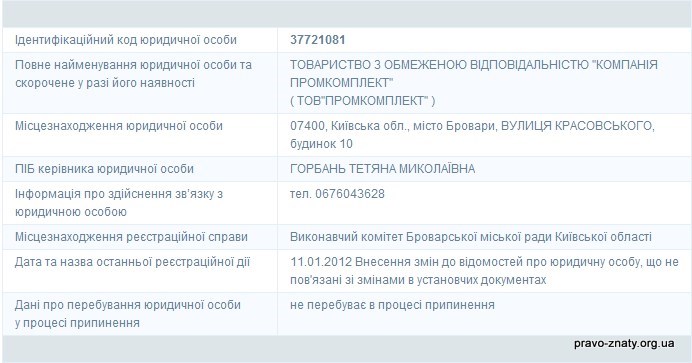 Ідентифікаційний код юридичної особи
37721081
Повне найменування юридичної особи та
скорочене у разі його наявності
ТОВАРИСТВО З ОБМЕЖЕНОЮ ВІДПОВІДАЛЬНІСТЮ "КОМПАНІЯ
ПРОМКОМПЛЕКТ"
( ТОВ"ПРОМКОМПЛЕКТ" )
Місцезнаходження юридичної особи
07400, Київська обл., місто Бровари, ВУЛИЦЯ КРАСОВСЬКОГО,
будинок 10
ПІБ керівника юридичної особи
ГОРБАНЬ ТЕТЯНА МИКОЛАЇВНА
Інформація про здійснення зв'язку з
юридичною особою
тел. 0676043628
Місцезнаходження реєстраційної справи
Виконавчий комітет Броварської міської ради Київської області
Дата та назва останньої реєстраційної дії
11.01.2012 Внесення змін до відомостей про юридичну особу, що не
пов'язані зі змінами в установчих документах
Дані про перебування юридичної особи
у процесі припинення
не перебуває в процесі припинення
pravo-znaty.org.ua